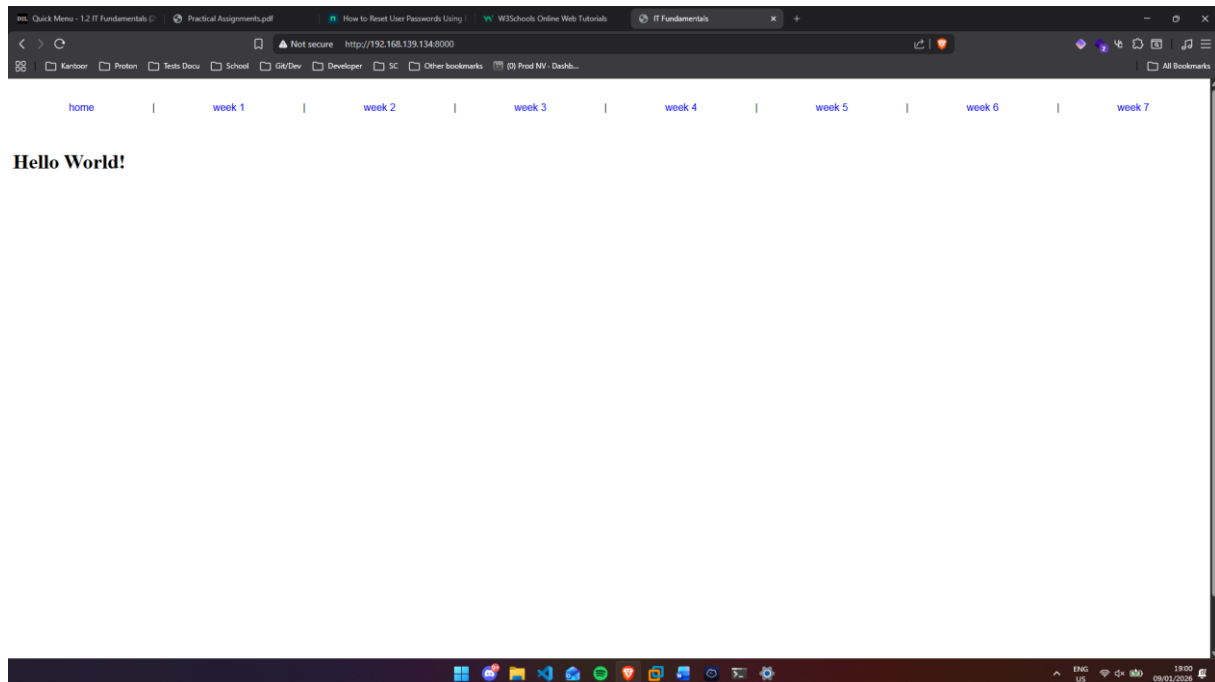 DLL Quick Menu - 1.2 IT Fundamentals (2 Practical Assignments.pdf n How to Reset User Passwords Using W3Schools Online Web Tutorials IT Fundamentals
Not secure http://192.168.139.134:8000
Kantoor Proton Tests Docu School Git/Dev Developer SC Other bookmarks (0) Prod NV - Dashb... All Bookmarks
home | week 1 | week 2 | week 3 | week 4 | week 5 | week 6 | week 7
Hello World!
ENG 19:00
US 09/01/2026